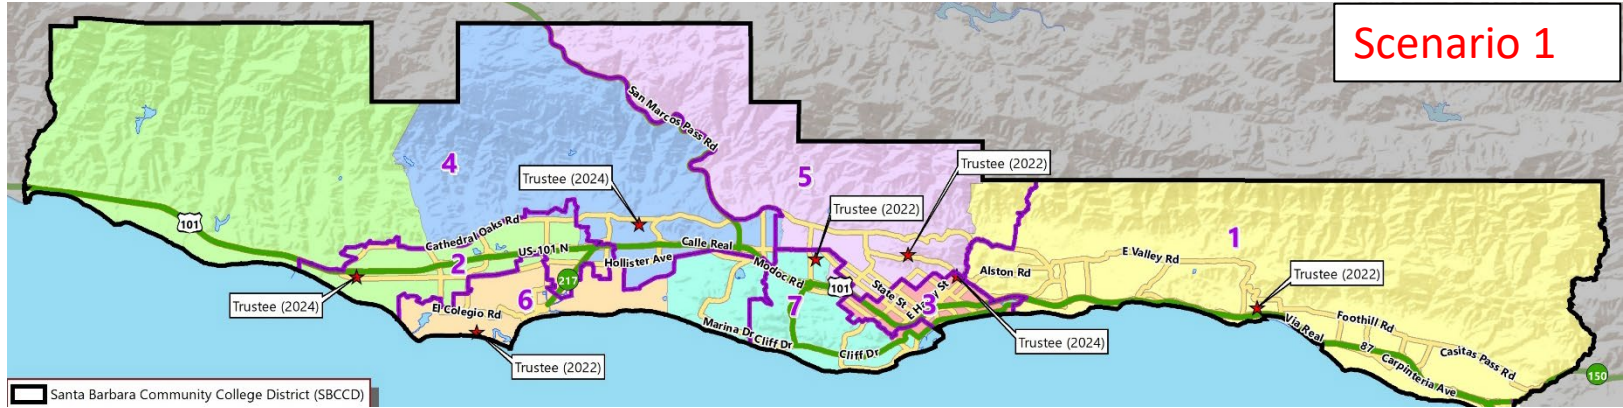 Scenario 1
San Marcos Pass Rd
4
5
Trustee (2022)
Trustee (2024)
Trustee (2022)
101
Cathedral Oaks Rd
US-101 N
Calle Real
Hollister Ave
Modoc Rd
101
State St
Alston Rd
E Valley Rd
1
2
217
6
7
3
Trustee (2022)
Trustee (2024)
El Colegio Rd
Marina Dr
Cliff Dr
Cliff Dr
Trustee (2024)
Via Real
Foothill Rd
87
Carpinteria Ave
Casitas Pass Rd
150
Trustee (2022)
Santa Barbara Community College District (SBCCD)